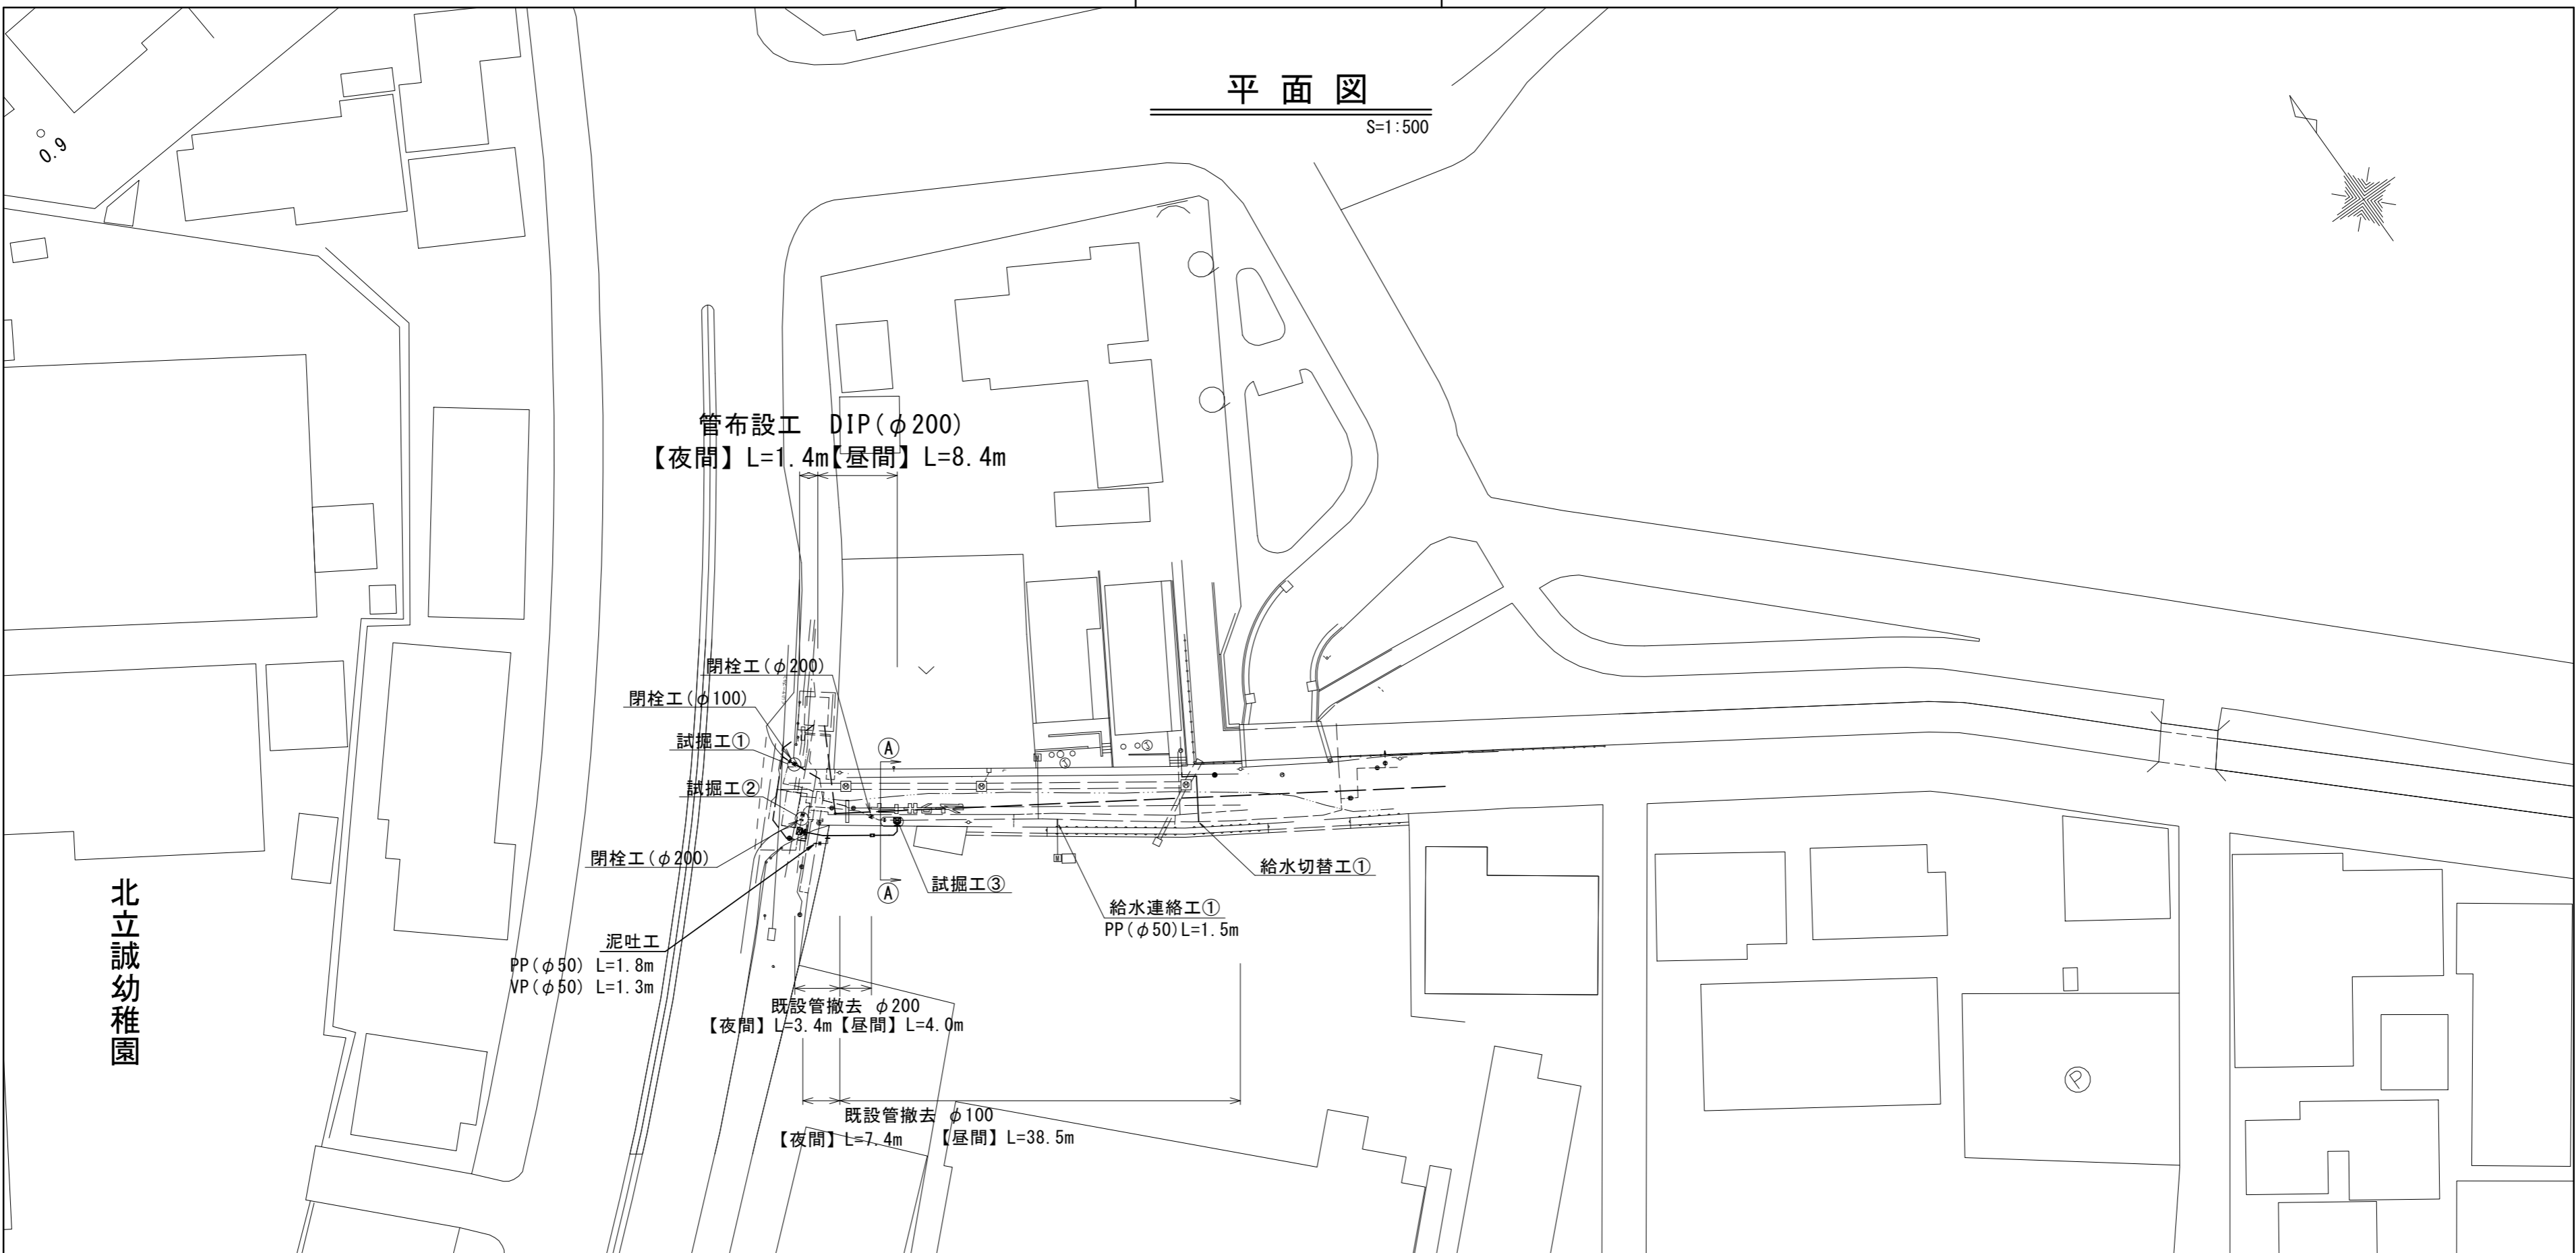 平 面 図
S=1:500
0.9
管布設工　DIP(φ200)
【夜間】L=1.4m【昼間】L=8.4m
閉栓工(φ200)
閉栓工(φ100)
試掘工①
試掘工②
閉栓工(φ200)
Ⓐ
Ⓐ
試掘工③
給水切替工①
給水連絡工①
PP(φ50)L=1.5m
泥吐工
PP(φ50) L=1.8m
VP(φ50) L=1.3m
既設管撤去 φ200
【夜間】L=3.4m【昼間】L=4.0m
既設管撤去 φ100
【夜間】L=7.4m 【昼間】L=38.5m
北立誠幼稚園
Ⓟ